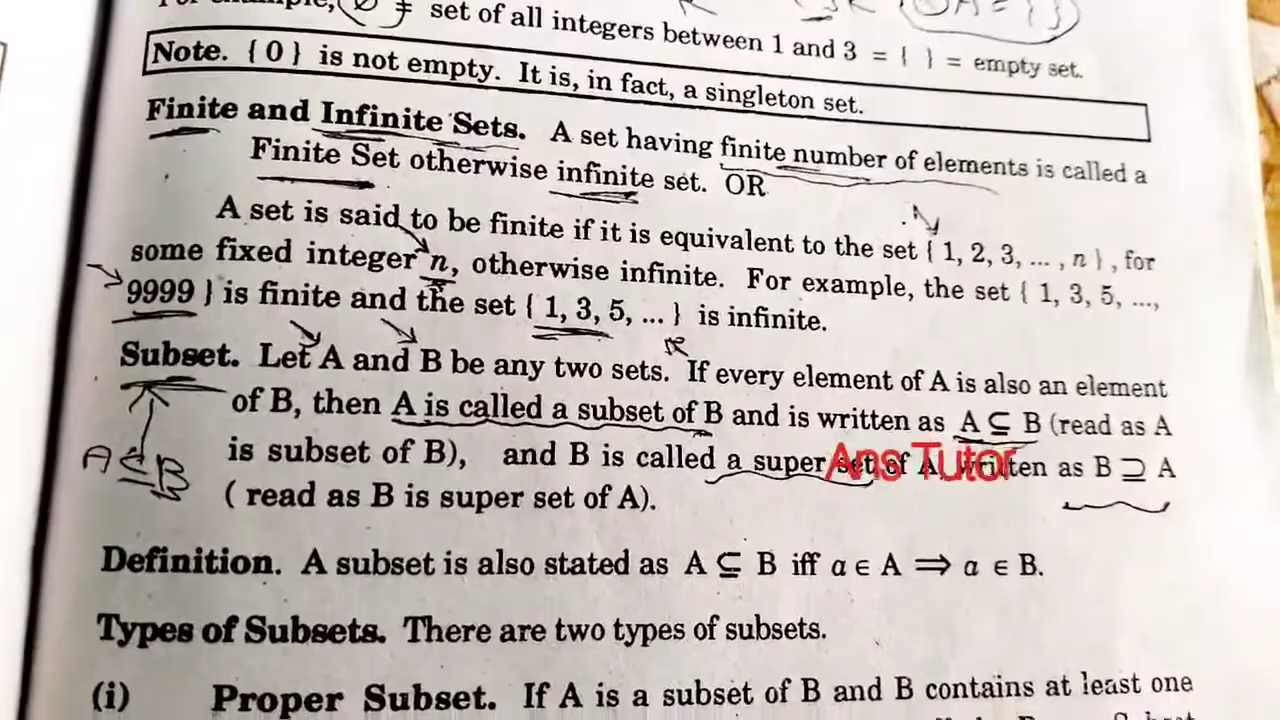 set of all integers between 1 and 3 = { } = empty set.
Note. { 0 } is not empty. It is, in fact, a singleton set.
Finite and Infinite Sets. A set having finite number of elements is called a
Finite Set otherwise infinite set. OR
A set is said to be finite if it is equivalent to the set { 1, 2, 3, ... , n } , for
some fixed integer n, otherwise infinite. For example, the set { 1, 3, 5, ...,
9999 } is finite and the set { 1, 3, 5, ... } is infinite.
Subset. Let A and B be any two sets. If every element of A is also an element
of B, then A is called a subset of B and is written as A ⊆ B (read as A
is subset of B), and B is called a super set of A, written as B ⊇ A
Ans Tutor
A ⊆ B
( read as B is super set of A).
Definition. A subset is also stated as A ⊆ B iff a ∈ A ⟹ a ∈ B.
Types of Subsets. There are two types of subsets.
(i) Proper Subset. If A is a subset of B and B contains at least one